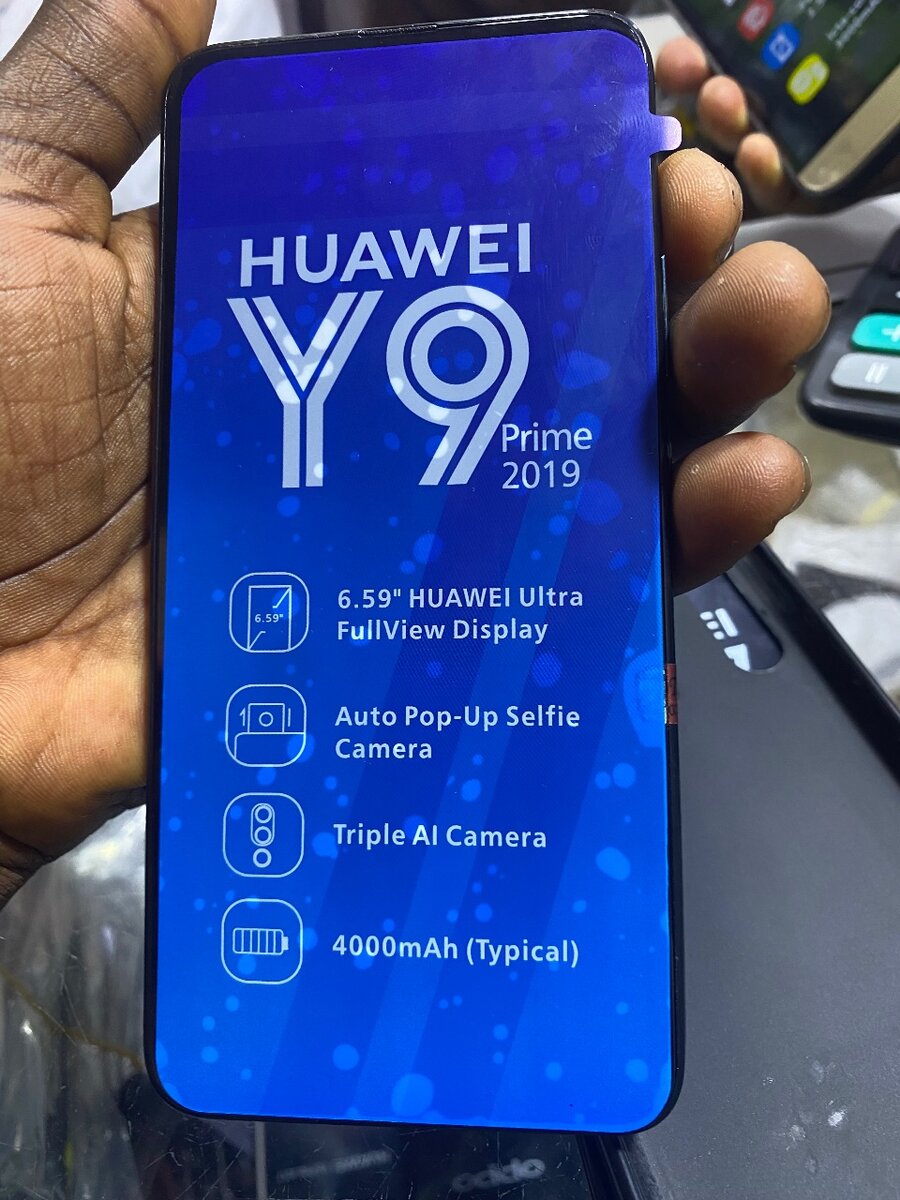 HUAWEI
Y9
Prime
2019
6.59"
6.59" HUAWEI Ultra
FullView Display
Auto Pop-Up Selfie
Camera
Triple AI Camera
4000mAh (Typical)